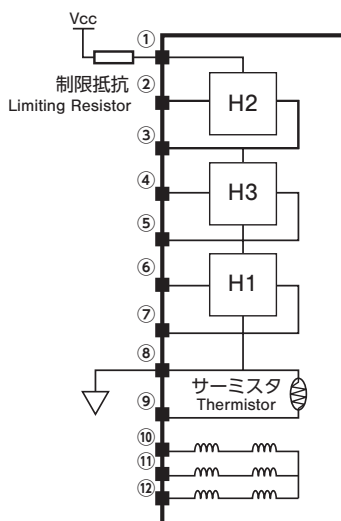 Vcc
①
制限抵抗
Limiting Resistor
②
H2
③
④
H3
⑤
⑥
H1
⑦
⑧
サーミスタ
Thermistor
⑨
⑩
⑪
⑫